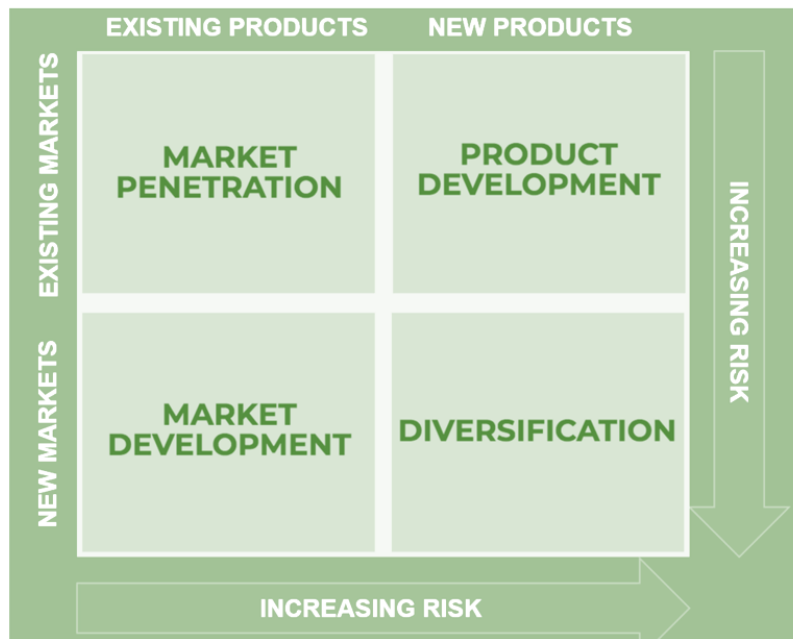 EXISTING PRODUCTS
NEW PRODUCTS
EXISTING MARKETS
MARKET
PENETRATION
PRODUCT
DEVELOPMENT
INCREASING RISK
NEW MARKETS
MARKET
DEVELOPMENT
DIVERSIFICATION
INCREASING RISK